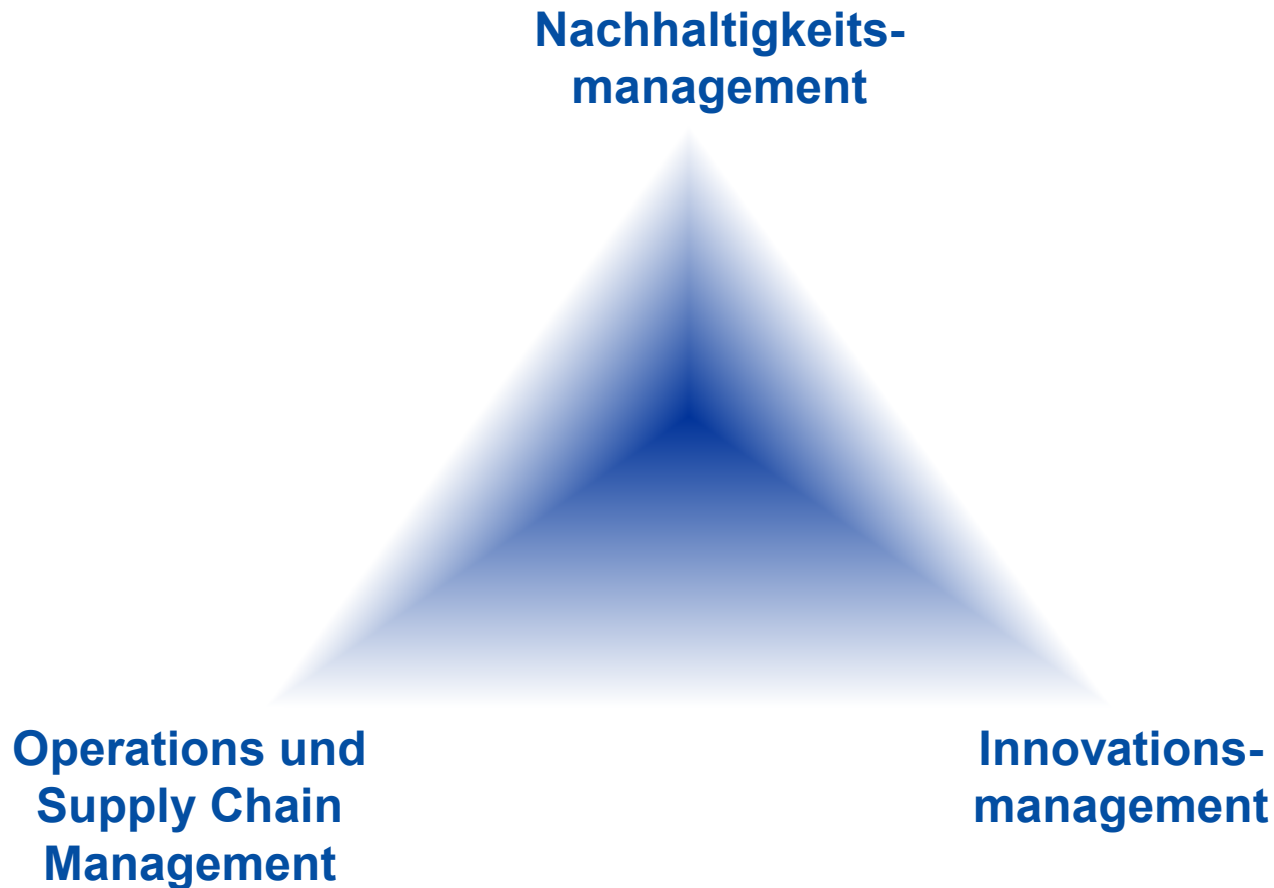 Nachhaltigkeits-
management
Operations und
Supply Chain
Management
Innovations-
management